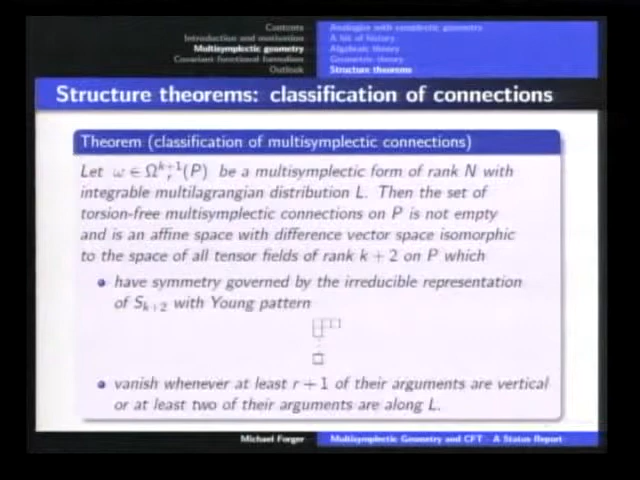 Contents
Introduction and motivation
Multisymplectic geometry
Covariant functional formalism
Outlook
Analogies with symplectic geometry
A bit of history
Algebraic theory
Geometric theory
Structure theorems
Structure theorems: classification of connections
Theorem (classification of multisymplectic connections)
Let ω ∈ Ω^{k+1}_r(P) be a multisymplectic form of rank N with
integrable multilagrangian distribution L. Then the set of
torsion-free multisymplectic connections on P is not empty
and is an affine space with difference vector space isomorphic
to the space of all tensor fields of rank k + 2 on P which
• have symmetry governed by the irreducible representation
of S_{k+2} with Young pattern
• vanish whenever at least r + 1 of their arguments are vertical
or at least two of their arguments are along L.
Michael Forger
Multisymplectic Geometry and CFT - A Status Report